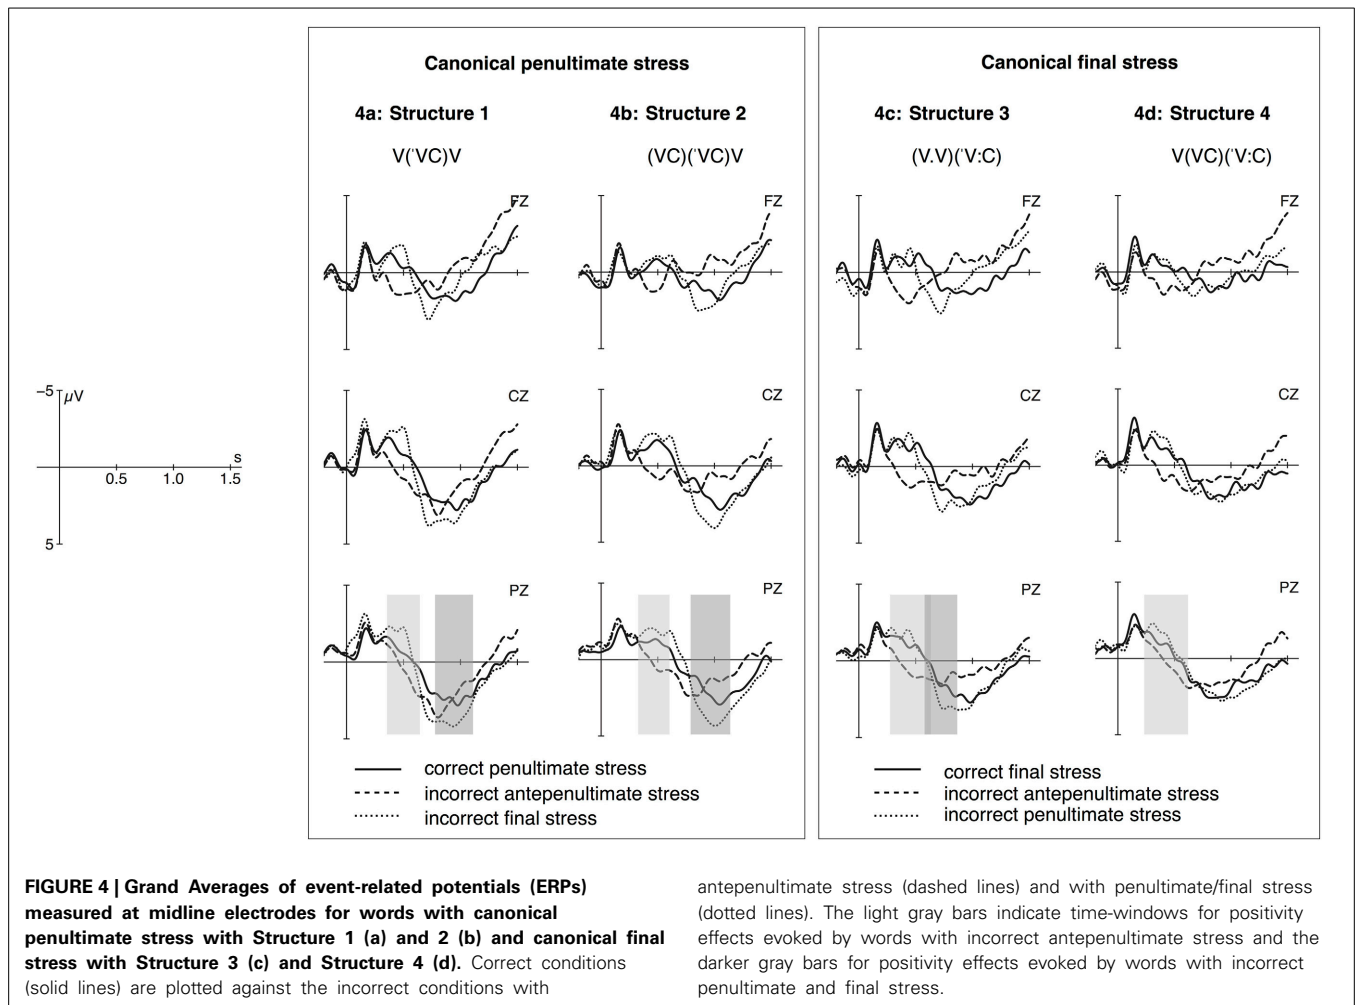 Canonical penultimate stress
Canonical final stress
4a: Structure 1
4b: Structure 2
4c: Structure 3
4d: Structure 4
V(ˈVC)V
(VC)(ˈVC)V
(V.V)(ˈV:C)
V(VC)(ˈV:C)
FZ
FZ
FZ
FZ
–5
µV
s
0.5
1.0
1.5
5
CZ
CZ
CZ
CZ
PZ
PZ
PZ
PZ
correct penultimate stress
incorrect antepenultimate stress
incorrect final stress
correct final stress
incorrect antepenultimate stress
incorrect penultimate stress
FIGURE 4 | Grand Averages of event-related potentials (ERPs)
measured at midline electrodes for words with canonical
penultimate stress with Structure 1 (a) and 2 (b) and canonical final
stress with Structure 3 (c) and Structure 4 (d). Correct conditions
(solid lines) are plotted against the incorrect conditions with
antepenultimate stress (dashed lines) and with penultimate/final stress
(dotted lines). The light gray bars indicate time-windows for positivity
effects evoked by words with incorrect antepenultimate stress and the
darker gray bars for positivity effects evoked by words with incorrect
penultimate and final stress.